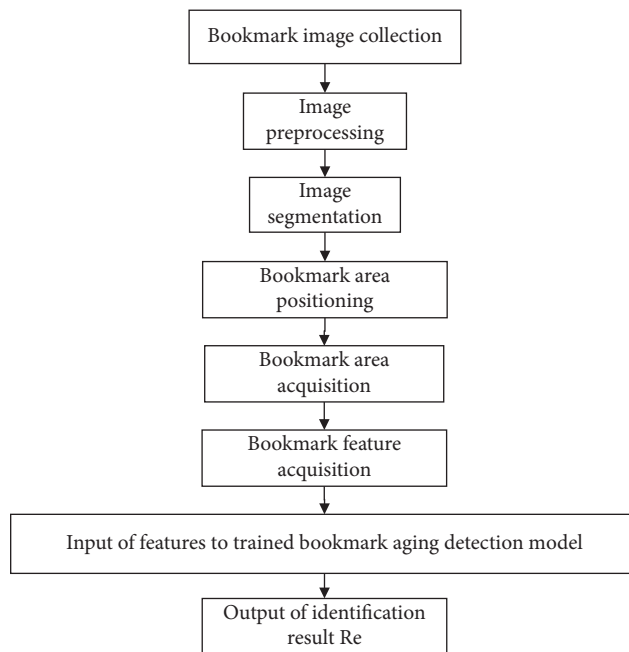 Bookmark image collection
Image
preprocessing
Image
segmentation
Bookmark area
positioning
Bookmark area
acquisition
Bookmark feature
acquisition
Input of features to trained bookmark aging detection model
Output of identification
result Re